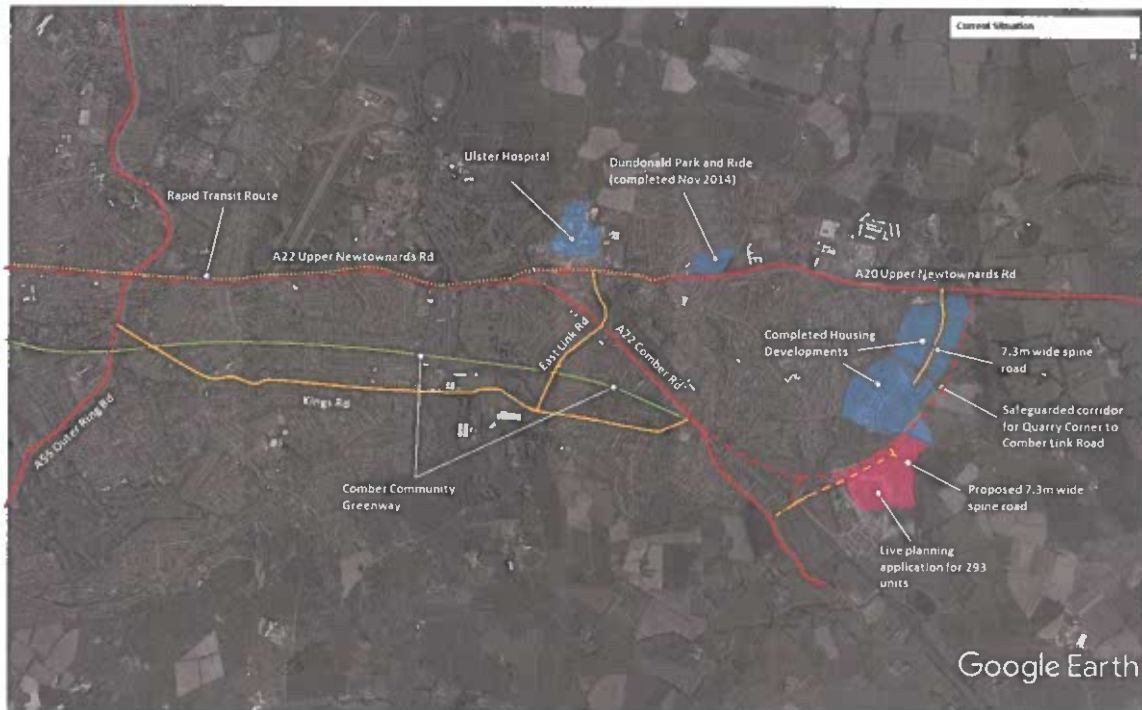 Current Situation
Ulster Hospital
Dundonald Park and Ride
(completed Nov 2014)
Rapid Transit Route
A22 Upper Newtownards Rd
A20 Upper Newtownards Rd
Completed Housing
Developments
7.3m wide spine
road
East Link Rd
A22 Comber Rd
Kings Rd
A55 Outer Ring Rd
Safeguarded corridor
for Quarry Corner to
Comber Link Road
Comber Community
Greenway
Proposed 7.3m wide
spine road
Live planning
application for 293
units
Google Earth